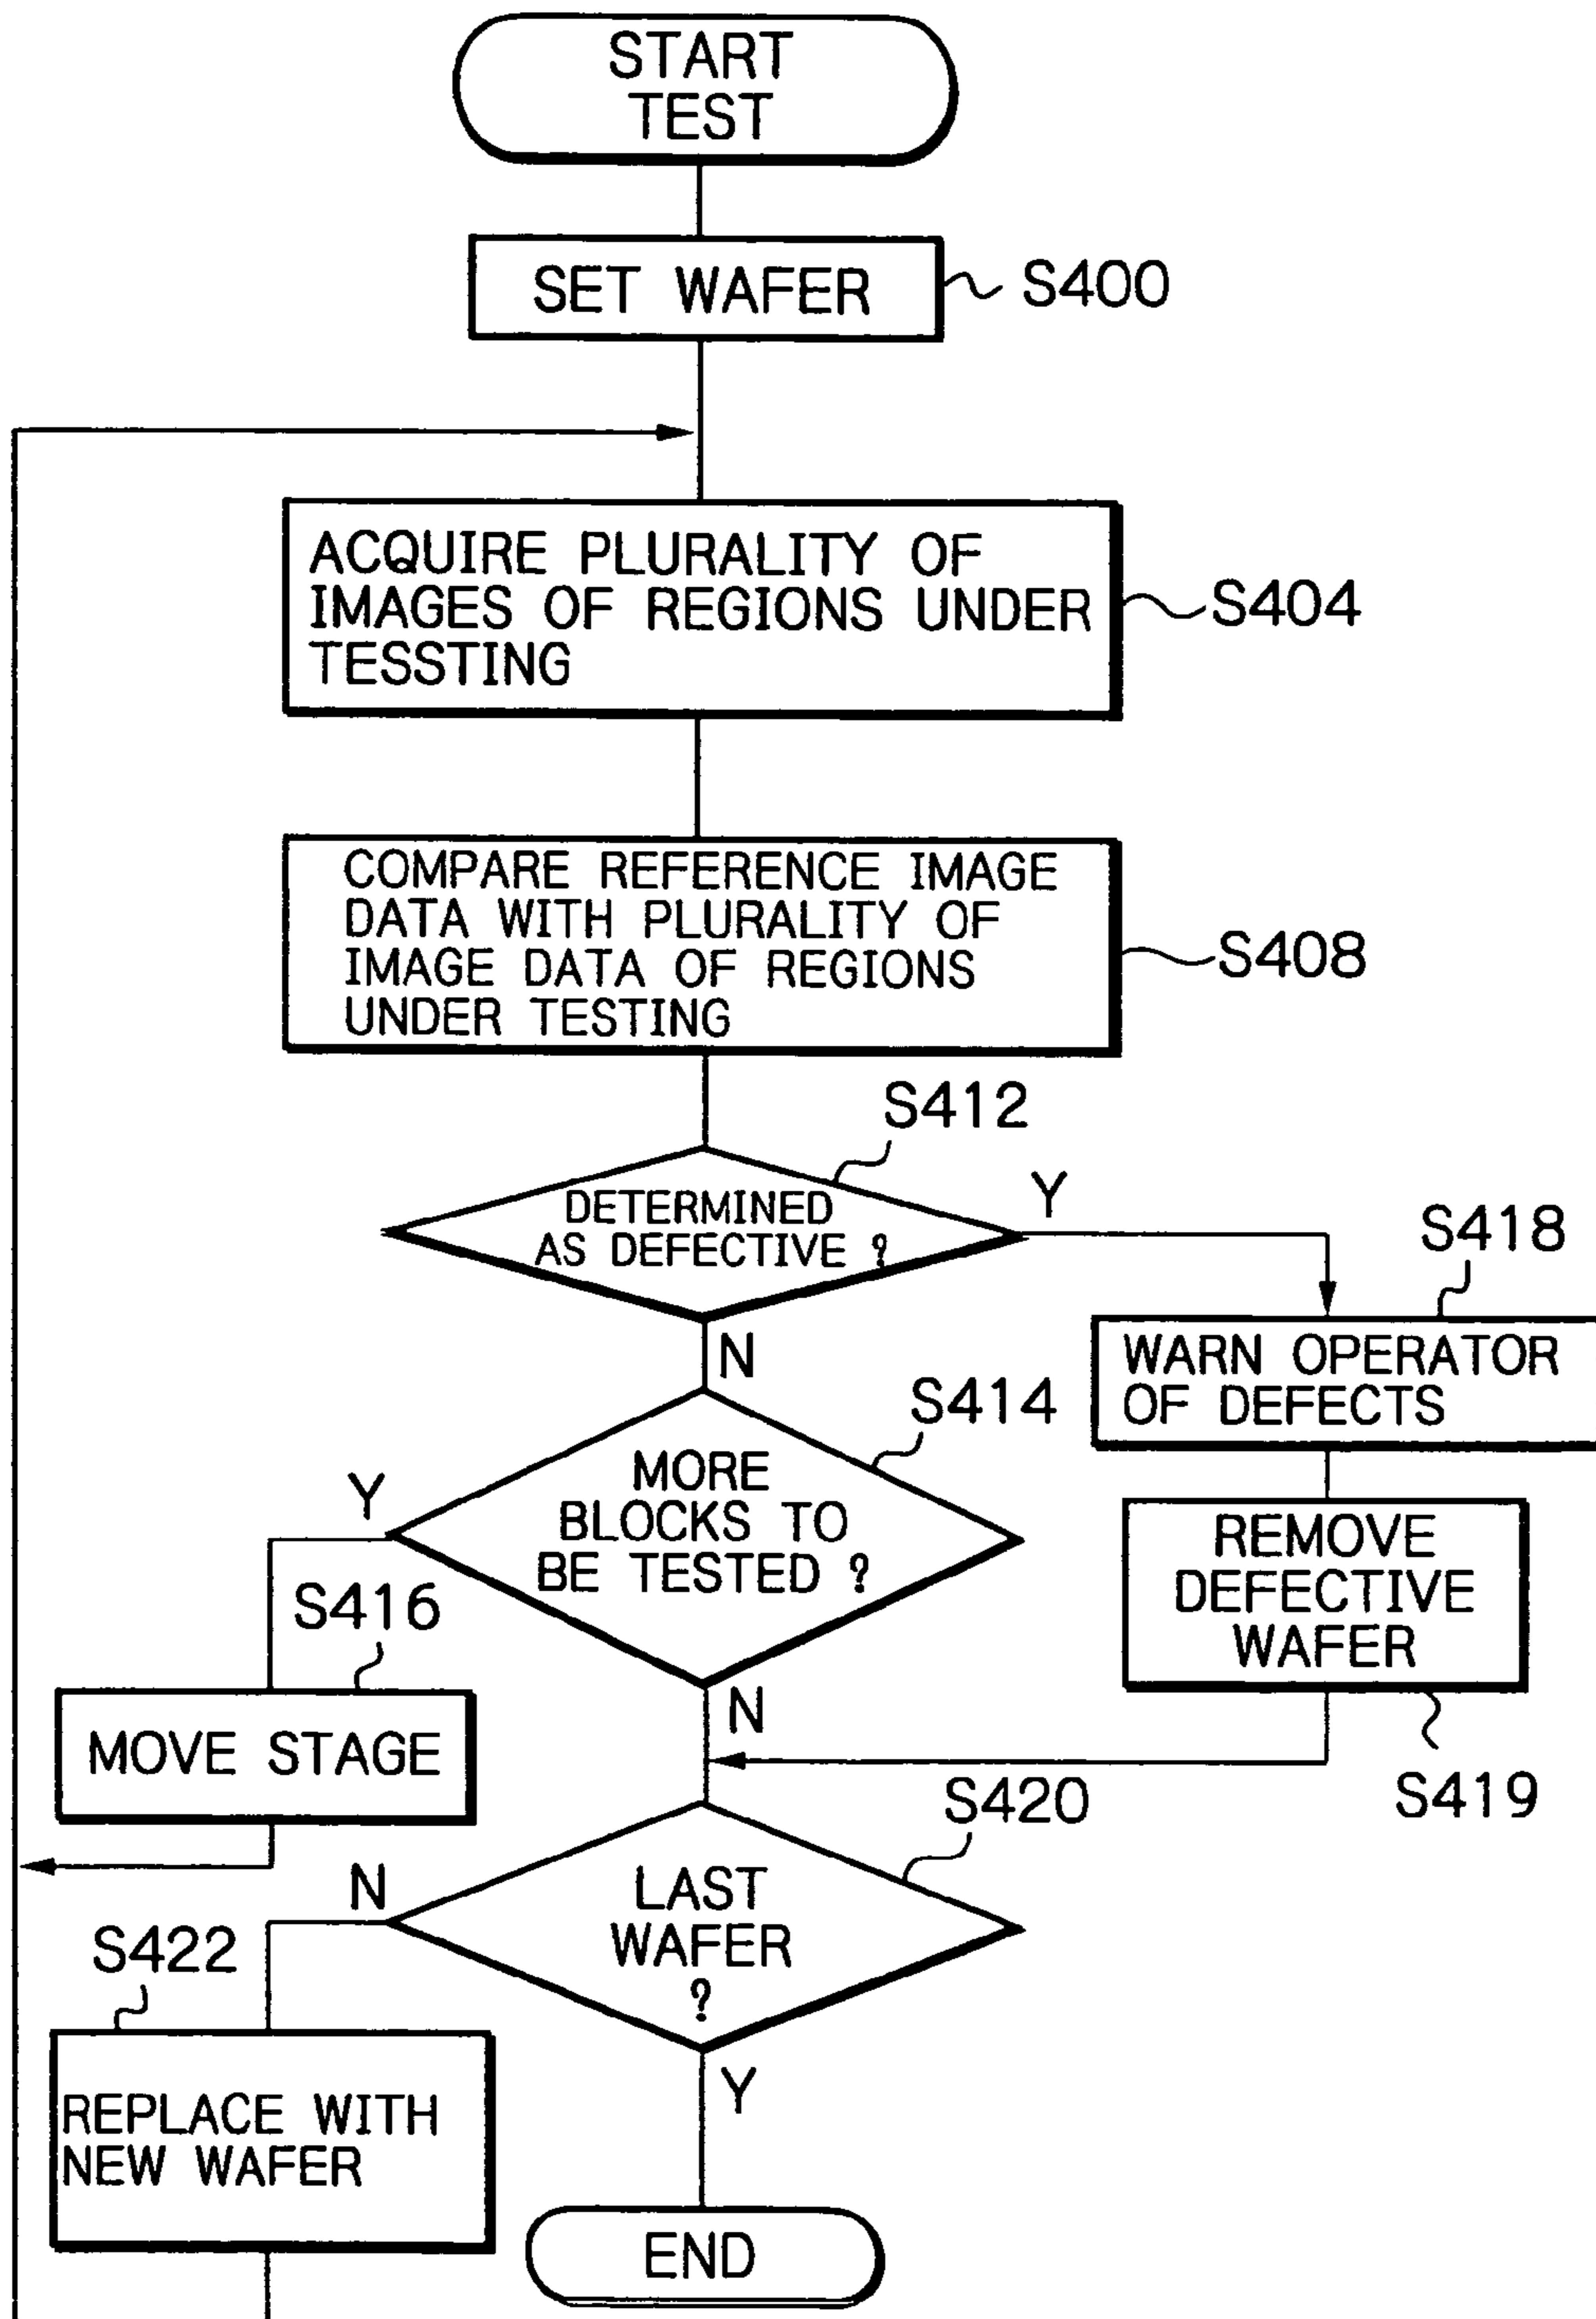 START
TEST
SET WAFER
S400
ACQUIRE PLURALITY OF
IMAGES OF REGIONS UNDER
TESSTING
S404
COMPARE REFERENCE IMAGE
DATA WITH PLURALITY OF
IMAGE DATA OF REGIONS
UNDER TESTING
S408
S412
DETERMINED
AS DEFECTIVE ?
Y
N
S418
WARN OPERATOR
OF DEFECTS
S414
MORE
BLOCKS TO
BE TESTED ?
Y
N
REMOVE
DEFECTIVE
WAFER
S419
S416
MOVE STAGE
S420
LAST
WAFER
?
N
Y
S422
REPLACE WITH
NEW WAFER
END